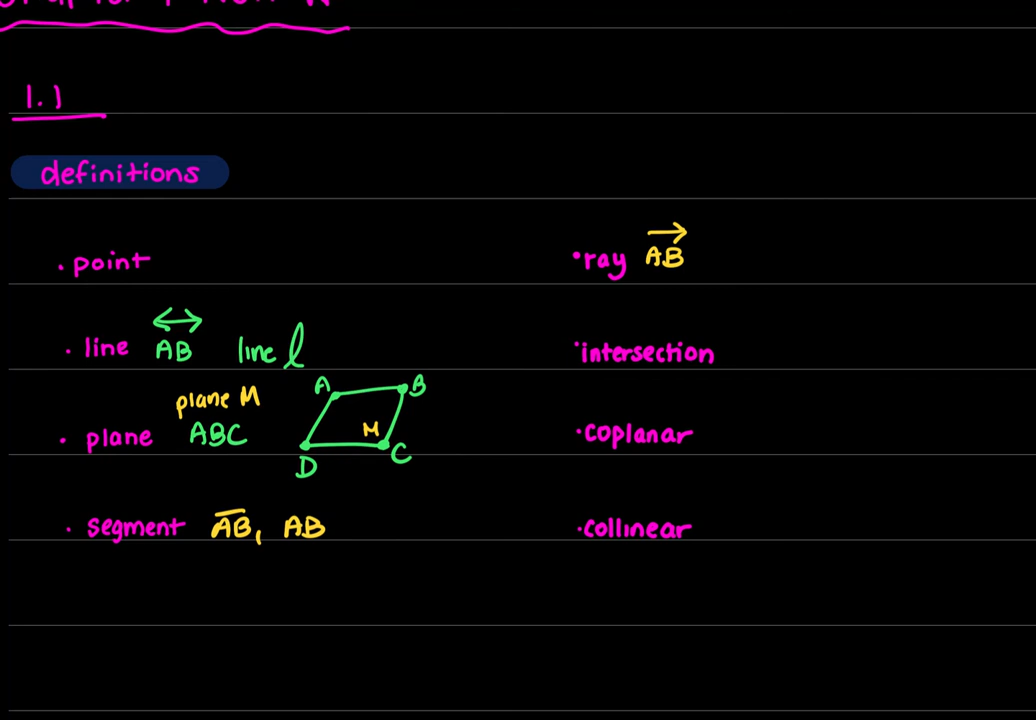 1.1
definitions
· point
· ray AB
· line AB line l
· intersection
plane M
· plane ABC
A B
M
D C
· coplanar
· segment AB, AB
· collinear